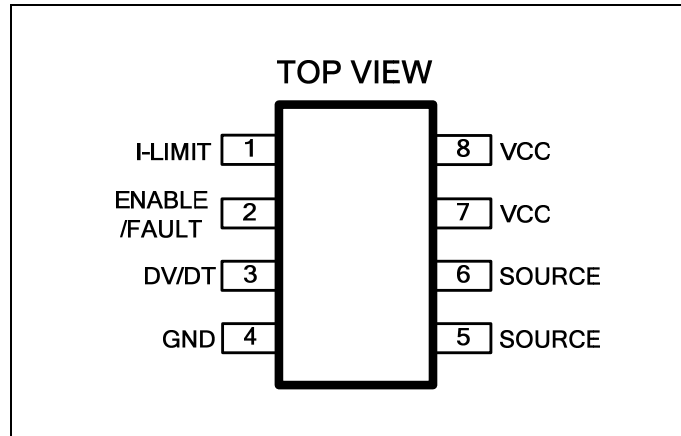 TOP VIEW
I-LIMIT 1
ENABLE
/FAULT 2
DV/DT 3
GND 4
8 VCC
7 VCC
6 SOURCE
5 SOURCE